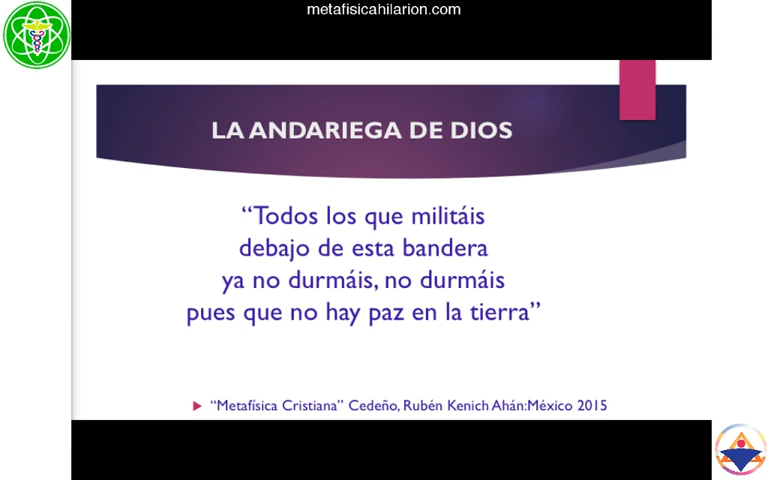 metafisicahilarion.com
LA ANDARIEGA DE DIOS
“Todos los que militáis
debajo de esta bandera
ya no durmáis, no durmáis
pues que no hay paz en la tierra”
“Metafísica Cristiana” Cedeño, Rubén Kenich Ahán:México 2015